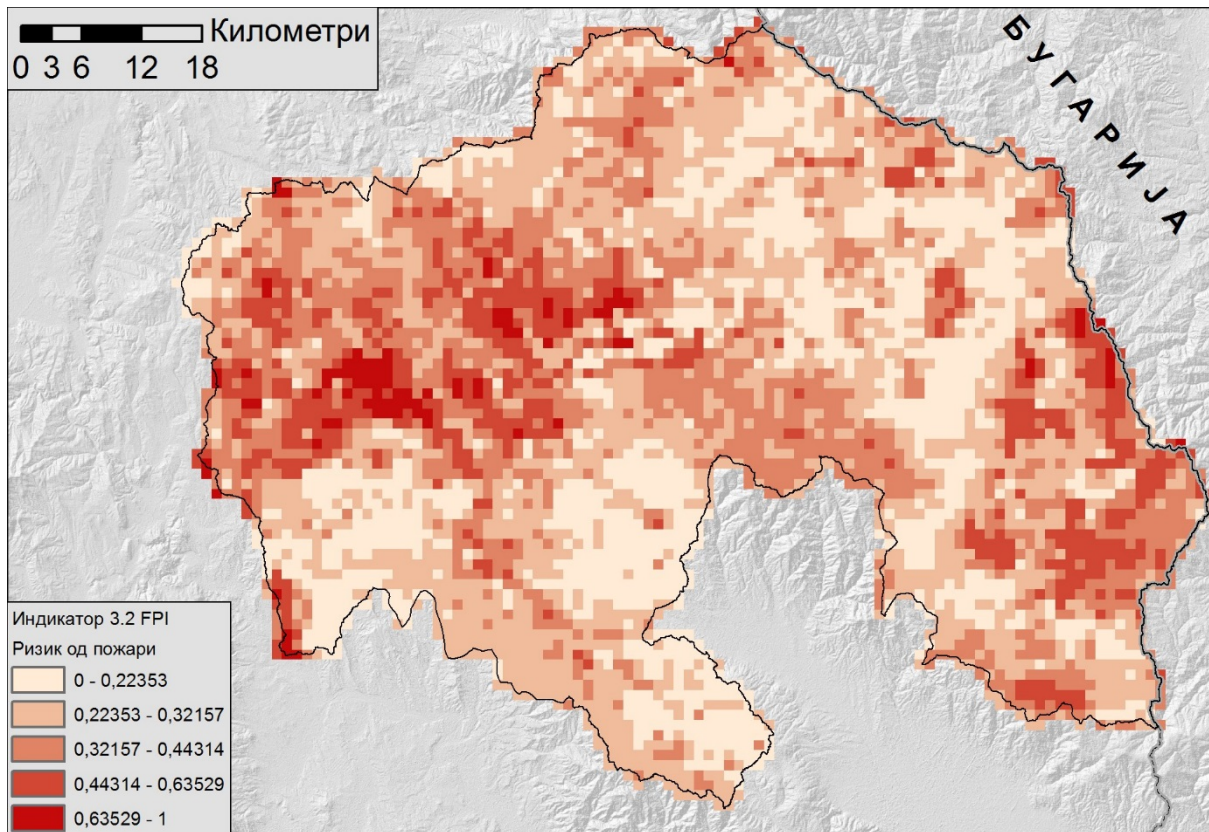 Километри
0 3 6 12 18
БУГАРИЈА
Индикатор 3.2 FPI
Ризик од пожари
0 - 0,22353
0,22353 - 0,32157
0,32157 - 0,44314
0,44314 - 0,63529
0,63529 - 1